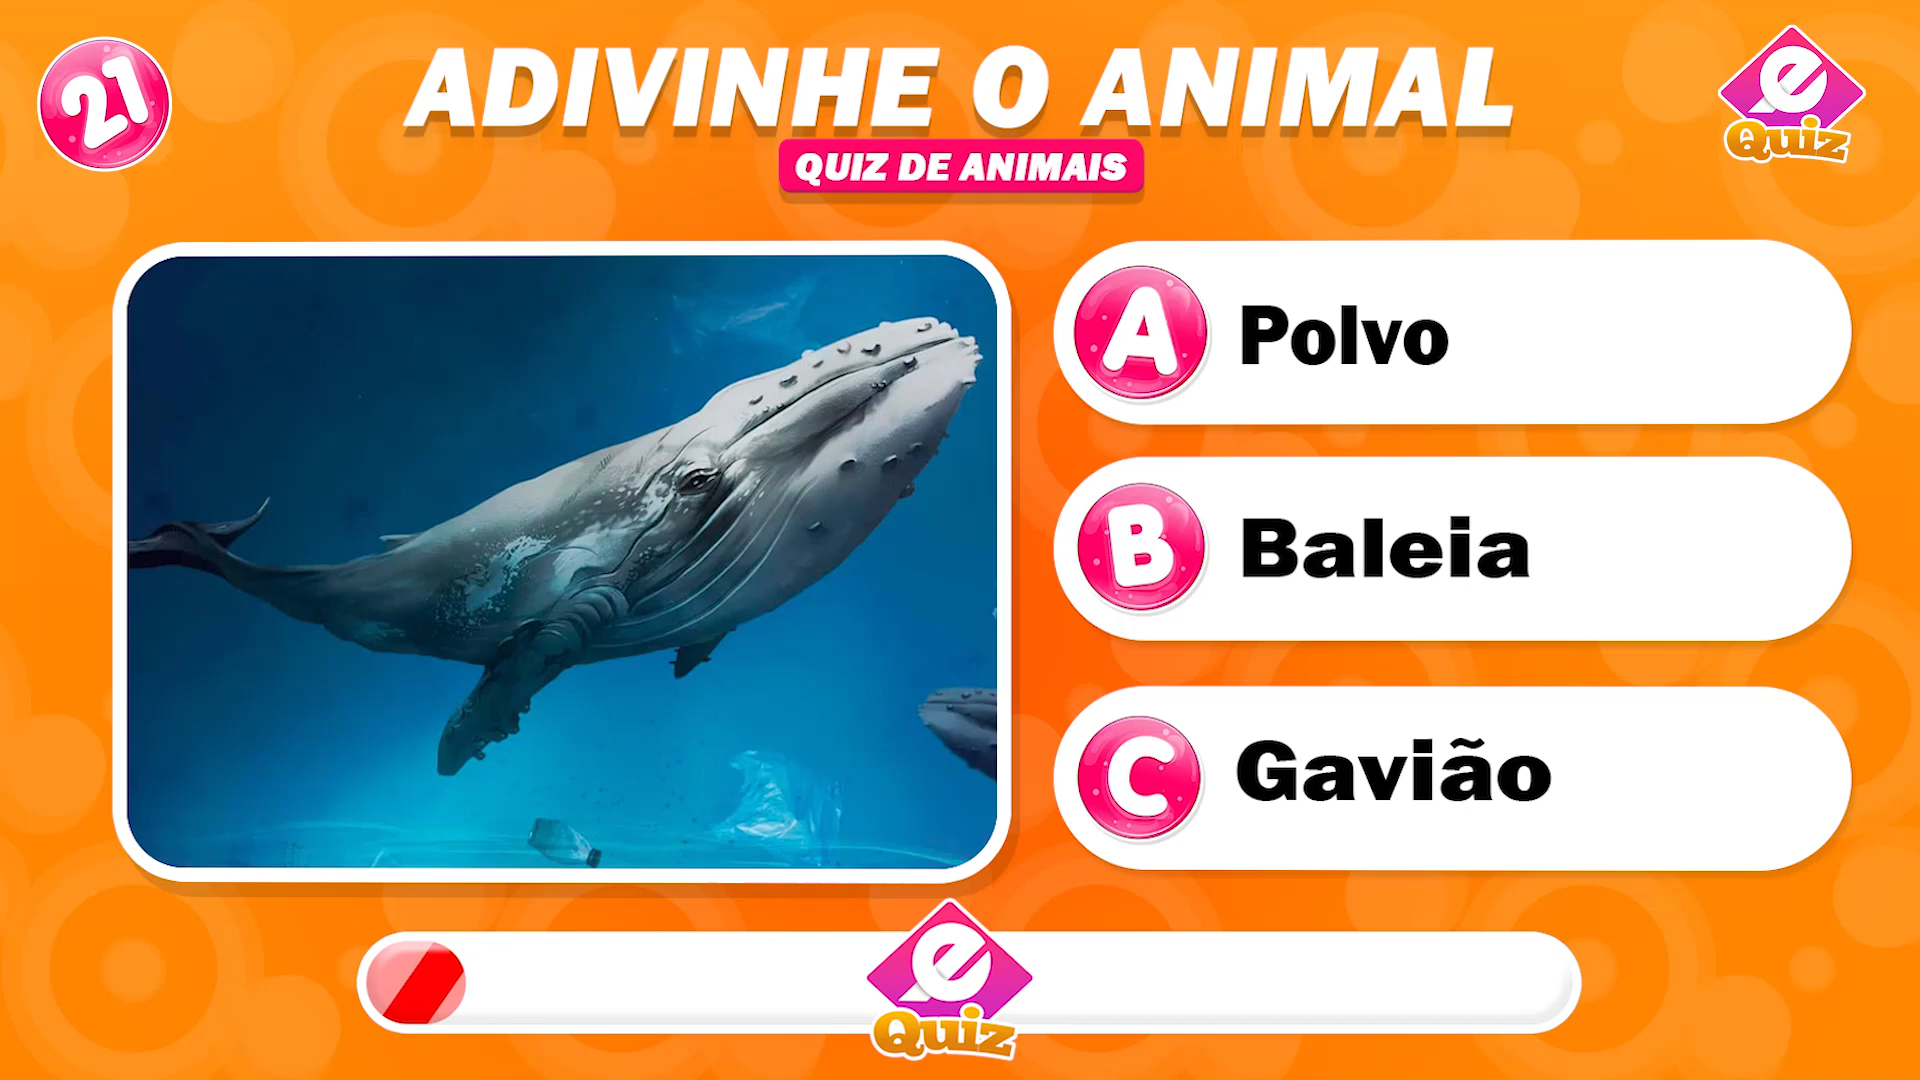 21
ADIVINHE O ANIMAL
e
Quiz
QUIZ DE ANIMAIS
A Polvo
B Baleia
C Gavião
e
Quiz